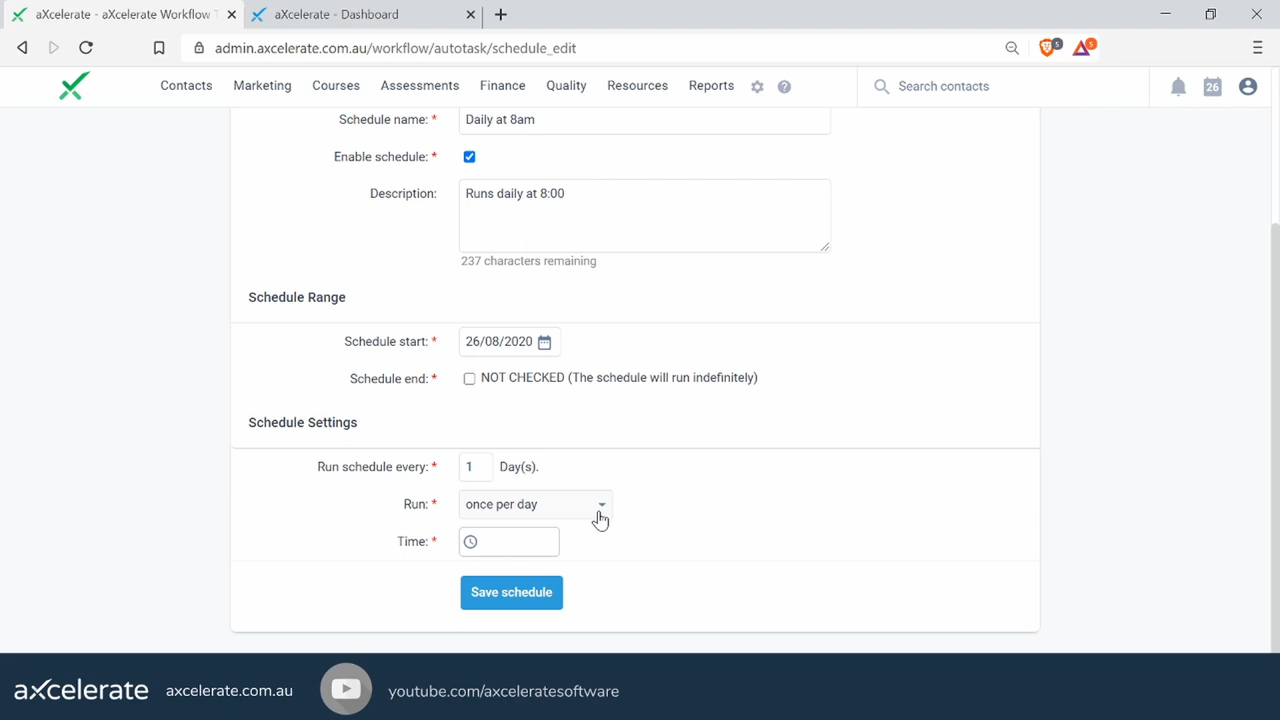 aXcelerate - aXcelerate Workflow T
aXcelerate - Dashboard
admin.axcelerate.com.au/workflow/autotask/schedule_edit
5
5
Contacts Marketing Courses Assessments Finance Quality Resources Reports
Search contacts
26
Schedule name: * Daily at 8am
Enable schedule: *
Description: Runs daily at 8:00
237 characters remaining
Schedule Range
Schedule start: * 26/08/2020
Schedule end: * NOT CHECKED (The schedule will run indefinitely)
Schedule Settings
Run schedule every: * 1 Day(s).
Run: * once per day
Time: *
Save schedule
axcelerate axcelerate.com.au youtube.com/axceleratesoftware